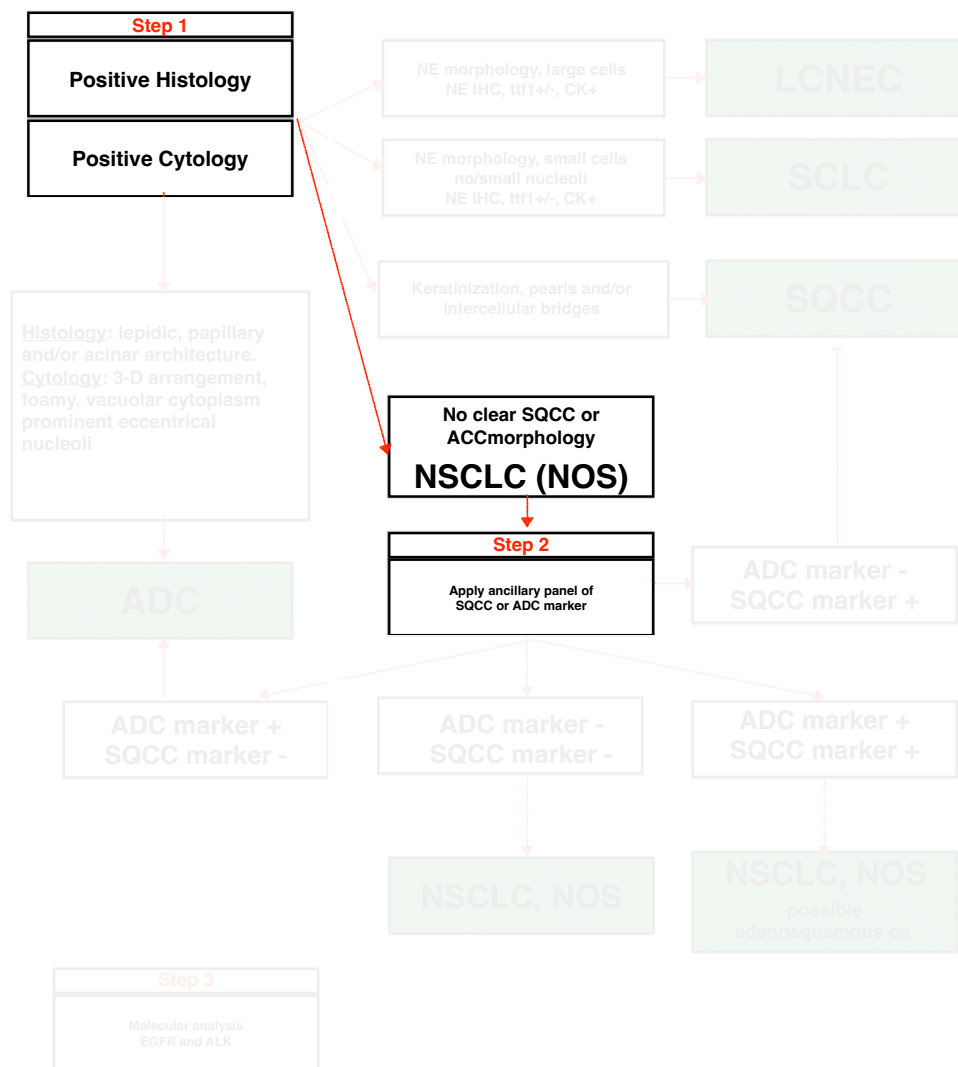 Step 1
Positive Histology
Positive Cytology
NE morphology, large cells
NE IHC, ttf1+/-, CK+
LCNEC
NE morphology, small cells
no/small nucleoli
NE IHC, ttf1+/-, CK+
SCLC
Keratinization, pearls and/or
intercellular bridges
SQCC
Histology: lepidic, papillary
and/or acinar architecture.
Cytology: 3-D arrangement,
foamy, vacuolar cytoplasm
prominent eccentrical
nucleoli
No clear SQCC or
ACCmorphology
NSCLC (NOS)
Step 2
Apply ancillary panel of
SQCC or ADC marker
ADC marker -
SQCC marker +
ADC
ADC marker +
SQCC marker -
ADC marker -
SQCC marker -
ADC marker +
SQCC marker +
NSCLC, NOS
NSCLC, NOS
possible
adenosquamous ca.
Step 3
Molecular analysis
EGFR and ALK